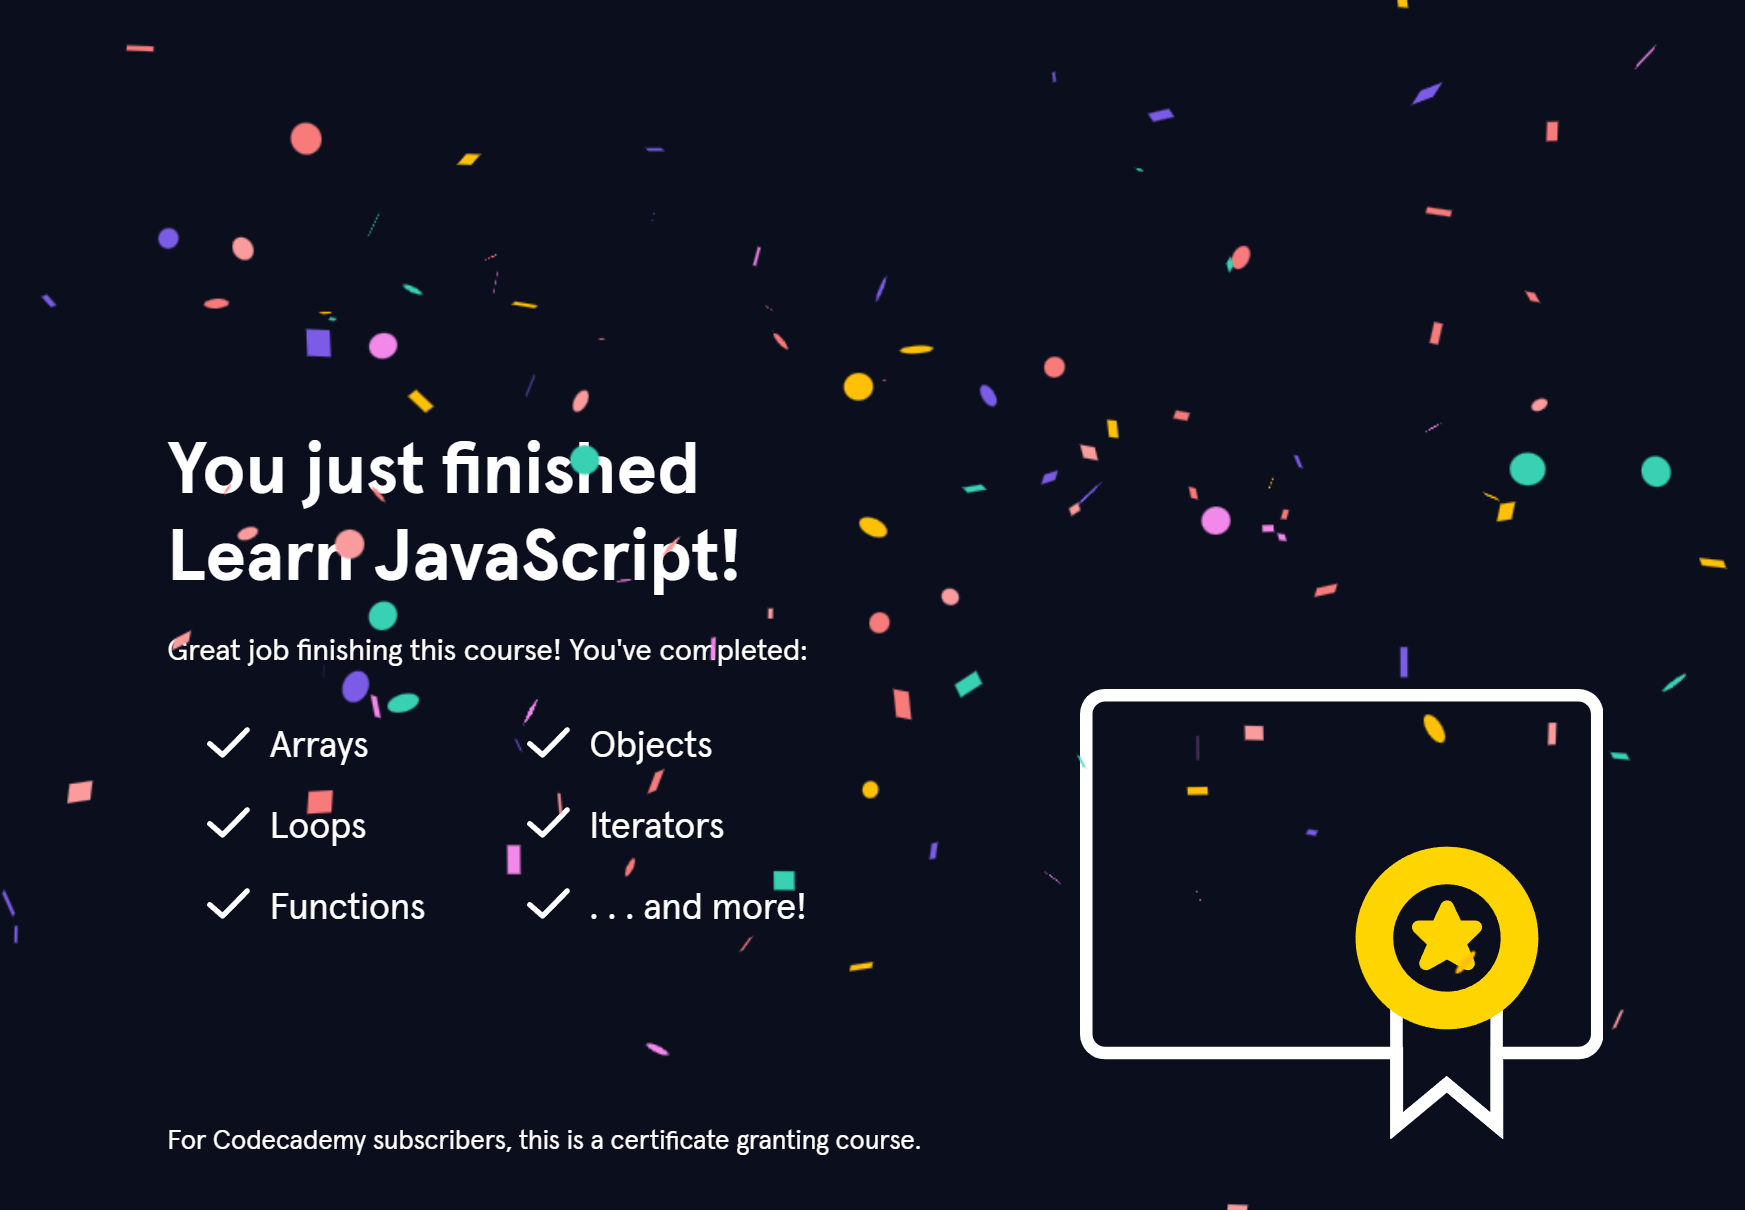 You just finished
Learn JavaScript!
Great job finishing this course! You've completed:
Arrays
Objects
Loops
Iterators
Functions
. . . and more!
For Codecademy subscribers, this is a certificate granting course.